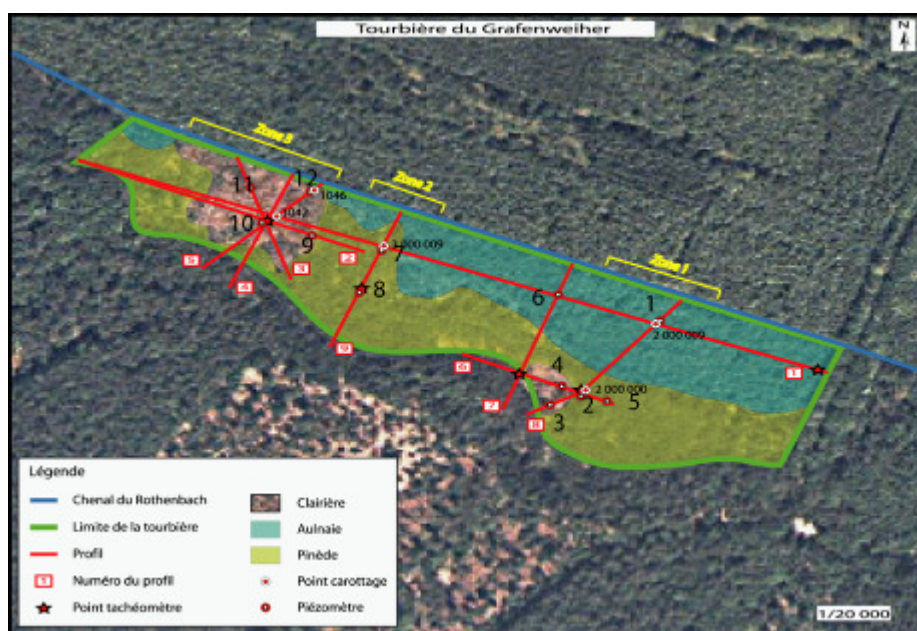 Tourbière du Grafenweiher
N
Zone 3
Zone 2
Zone 1
12
11
1046
1042
10
9
2
3 000 009
7
5
3
4
8
6
1
2 000 009
9
6
4
1
2 000 000
2
5
7
3
8
Légende
Chenal du Rothenbach
Limite de la tourbière
Profil
1 Numéro du profil
Point tachéomètre
Clairière
Aulnaie
Pinède
Point carottage
Piézomètre
1/20 000